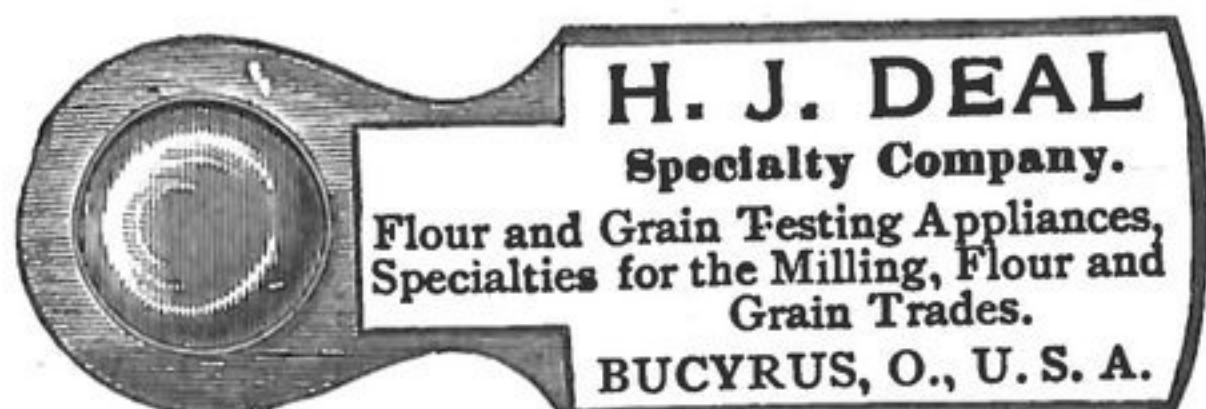 H. J. DEAL
Specialty Company.
Flour and Grain Testing Appliances,
Specialties for the Milling, Flour and
Grain Trades.
BUCYRUS, O., U. S. A.